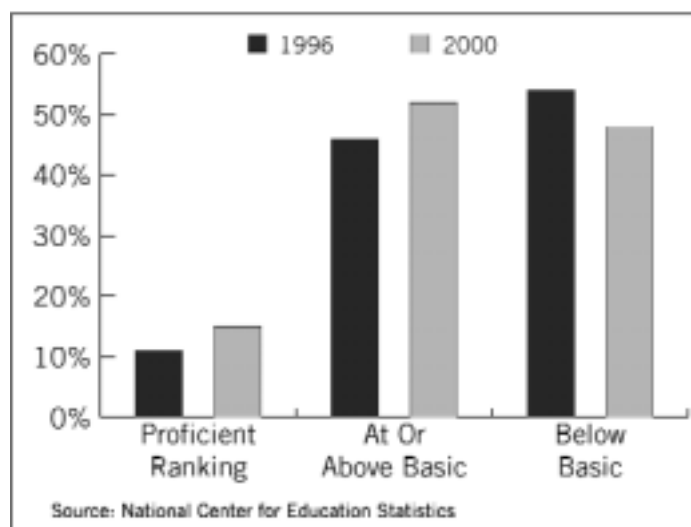 1996 2000
60%
50%
40%
30%
20%
10%
0%
Proficient Ranking
At Or Above Basic
Below Basic
Source: National Center for Education Statistics